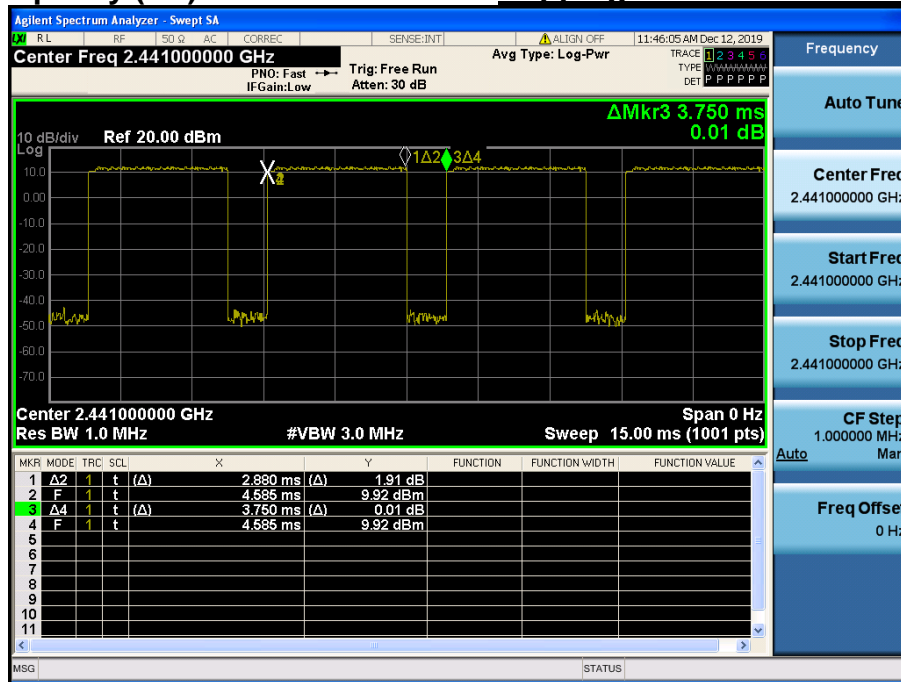 Agilent Spectrum Analyzer - Swept SA
LXI RL RF 50 Ω AC CORREC SENSE:INT ALIGN OFF 11:46:05 AM Dec 12, 2019
Center Freq 2.441000000 GHz
PNO: Fast
IFGain:Low
Trig: Free Run
Atten: 30 dB
Avg Type: Log-Pwr
TRACE 1 2 3 4 5 6
TYPE WWWWWW
DET P P P P P P
ΔMkr3 3.750 ms
0.01 dB
10 dB/div Ref 20.00 dBm
Log
10.0
0.00
-10.0
-20.0
-30.0
-40.0
-50.0
-60.0
-70.0
X2
1Δ2
3Δ4
Center 2.441000000 GHz Span 0 Hz
Res BW 1.0 MHz #VBW 3.0 MHz Sweep 15.00 ms (1001 pts)
MKR MODE TRC SCL X Y FUNCTION FUNCTION WIDTH FUNCTION VALUE
1 Δ2 1 t (Δ) 2.880 ms (Δ) 1.91 dB
2 F 1 t 4.585 ms 9.92 dBm
3 Δ4 1 t (Δ) 3.750 ms (Δ) 0.01 dB
4 F 1 t 4.585 ms 9.92 dBm
5
6
7
8
9
10
11
MSG STATUS
Frequency
Auto Tune
Center Freq
2.441000000 GHz
Start Freq
2.441000000 GHz
Stop Freq
2.441000000 GHz
CF Step
1.000000 MHz
Auto Man
Freq Offset
0 Hz